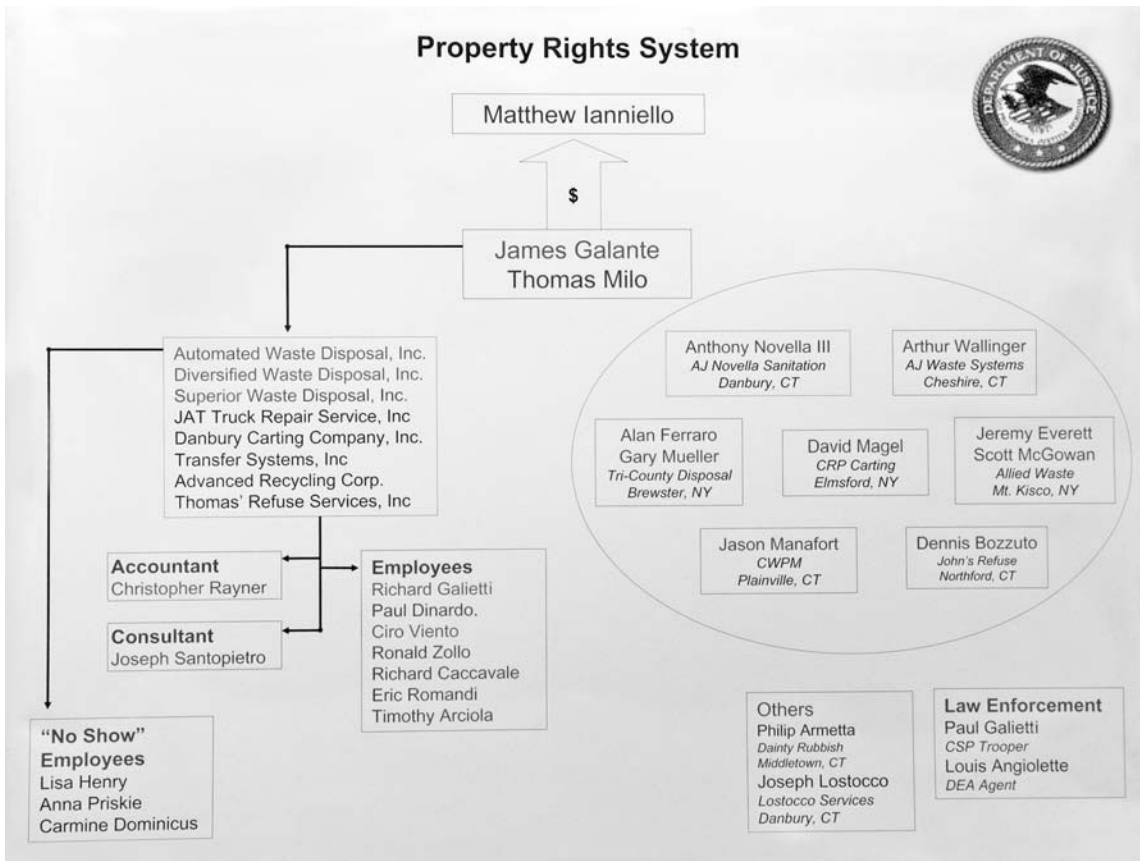 Property Rights System
DEPARTMENT OF JUSTICE
Matthew Ianniello
$
James Galante
Thomas Milo
Automated Waste Disposal, Inc.
Diversified Waste Disposal, Inc.
Superior Waste Disposal, Inc.
JAT Truck Repair Service, Inc
Danbury Carting Company, Inc.
Transfer Systems, Inc
Advanced Recycling Corp.
Thomas' Refuse Services, Inc
Accountant
Christopher Rayner
Consultant
Joseph Santopietro
Employees
Richard Galietti
Paul Dinardo.
Ciro Viento
Ronald Zollo
Richard Caccavale
Eric Romandi
Timothy Arciola
"No Show"
Employees
Lisa Henry
Anna Priskie
Carmine Dominicus
Anthony Novella III
AJ Novella Sanitation
Danbury, CT
Arthur Wallinger
AJ Waste Systems
Cheshire, CT
Alan Ferraro
Gary Mueller
Tri-County Disposal
Brewster, NY
David Magel
CRP Carting
Elmsford, NY
Jeremy Everett
Scott McGowan
Allied Waste
Mt. Kisco, NY
Jason Manafort
CWPM
Plainville, CT
Dennis Bozzuto
John's Refuse
Northford, CT
Others
Philip Armetta
Dainty Rubbish
Middletown, CT
Joseph Lostocco
Lostocco Services
Danbury, CT
Law Enforcement
Paul Galietti
CSP Trooper
Louis Angiolette
DEA Agent